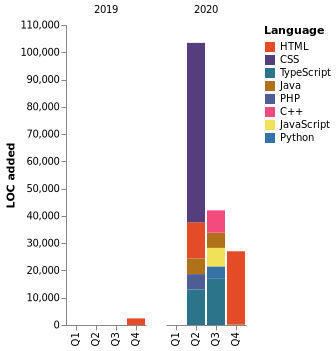 2019 2020
Language
HTML
CSS
TypeScript
Java
PHP
C++
JavaScript
Python
LOC added
110,000
100,000
90,000
80,000
70,000
60,000
50,000
40,000
30,000
20,000
10,000
0
Q1 Q2 Q3 Q4 Q1 Q2 Q3 Q4